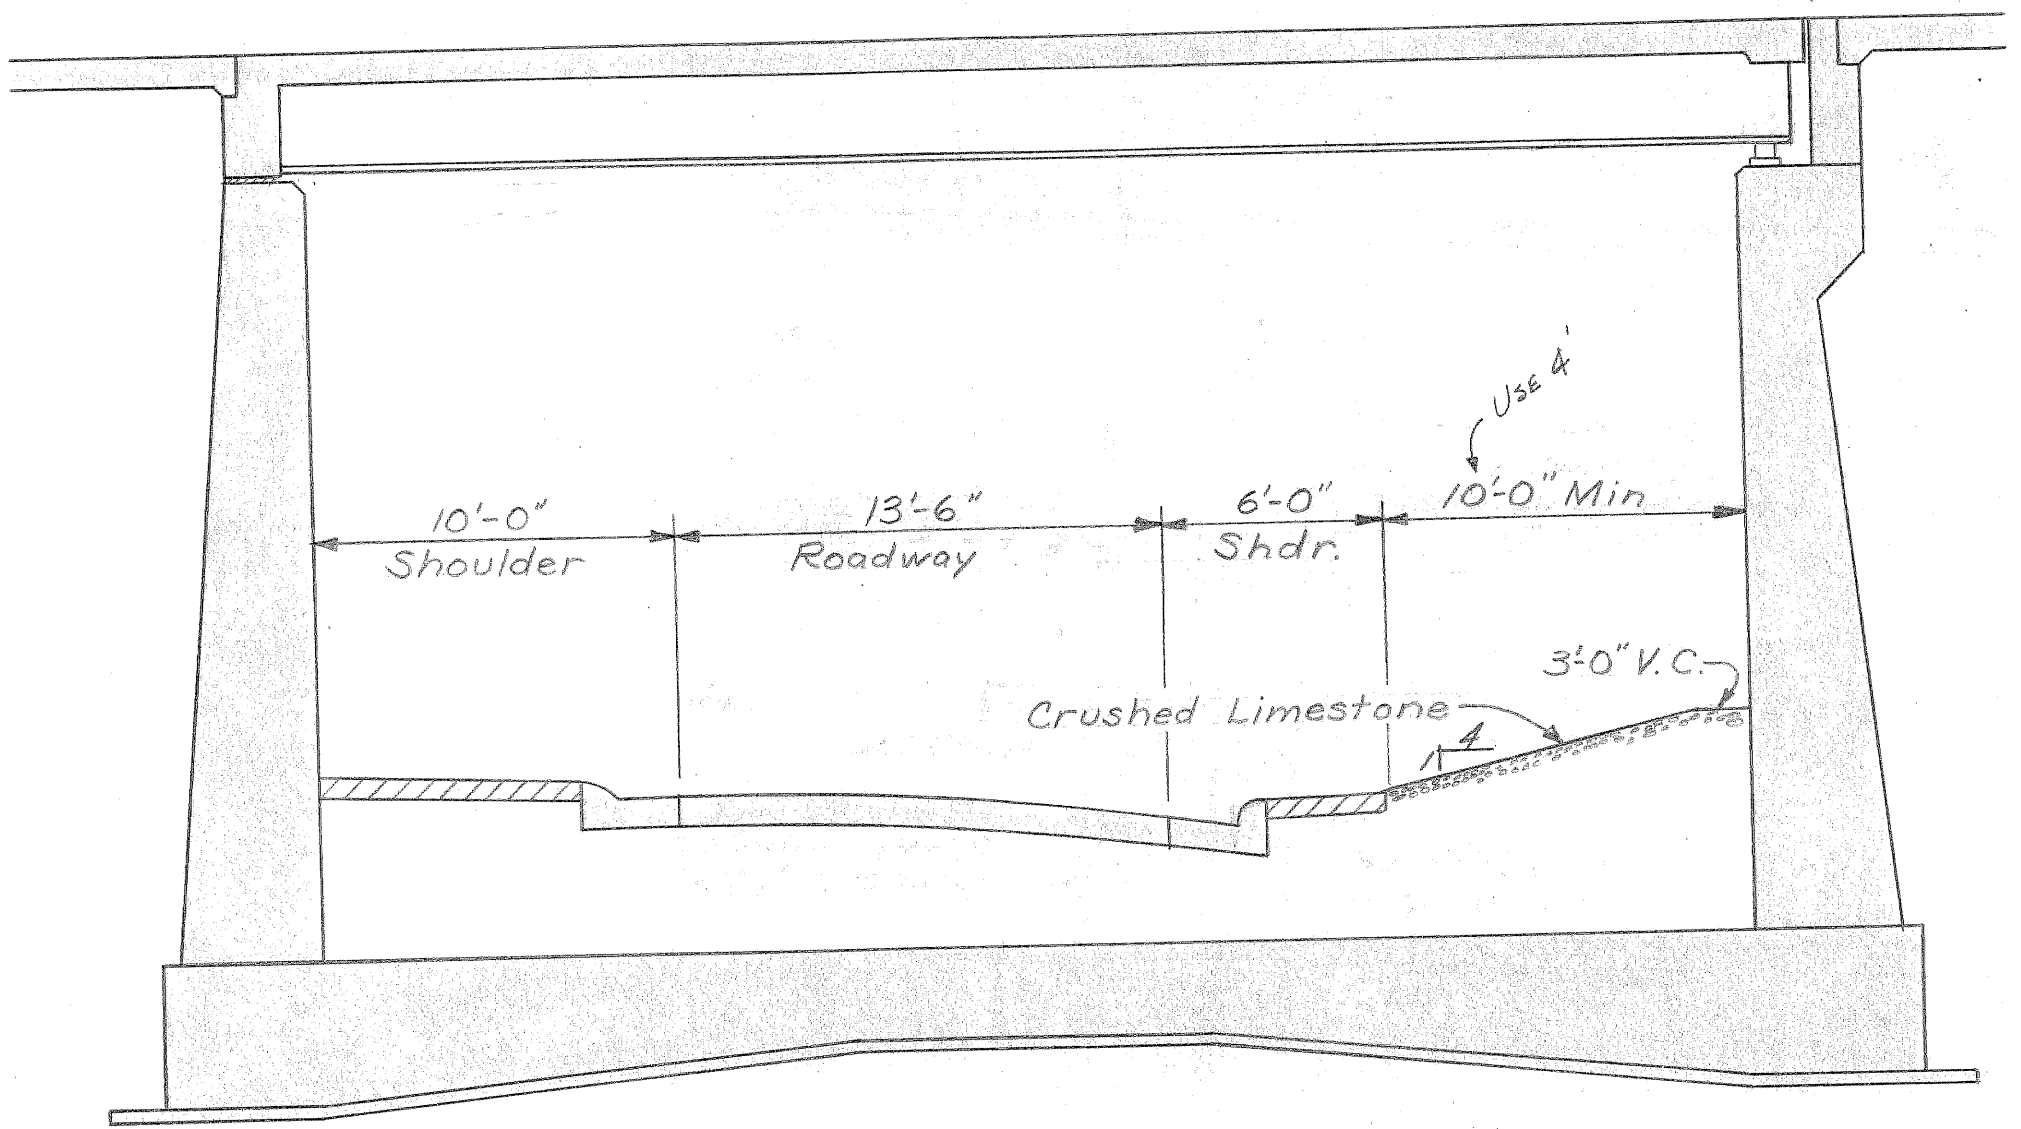 USE 4'
10'-0"
Shoulder
13'-6"
Roadway
6'-0"
Shdr.
10'-0" Min
3'-0" V.C.
Crushed Limestone
1
4